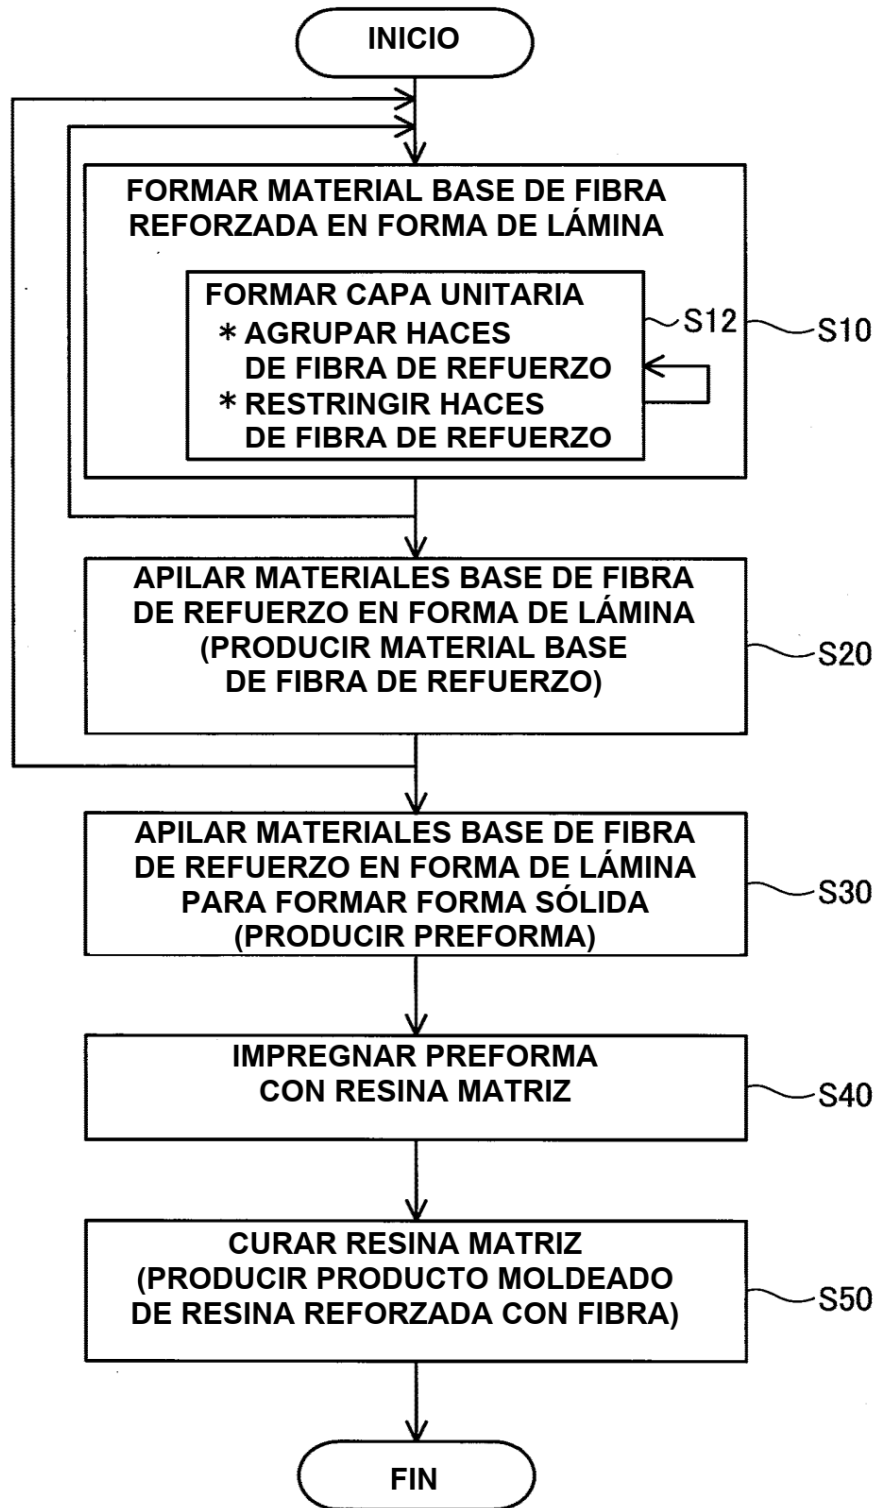 INICIO
FORMAR MATERIAL BASE DE FIBRA
REFORZADA EN FORMA DE LÁMINA
FORMAR CAPA UNITARIA
* AGRUPAR HACES
DE FIBRA DE REFUERZO
* RESTRINGIR HACES
DE FIBRA DE REFUERZO
S12
S10
APILAR MATERIALES BASE DE FIBRA
DE REFUERZO EN FORMA DE LÁMINA
(PRODUCIR MATERIAL BASE
DE FIBRA DE REFUERZO)
S20
APILAR MATERIALES BASE DE FIBRA
DE REFUERZO EN FORMA DE LÁMINA
PARA FORMAR FORMA SÓLIDA
(PRODUCIR PREFORMA)
S30
IMPREGNAR PREFORMA
CON RESINA MATRIZ
S40
CURAR RESINA MATRIZ
(PRODUCIR PRODUCTO MOLDEADO
DE RESINA REFORZADA CON FIBRA)
S50
FIN